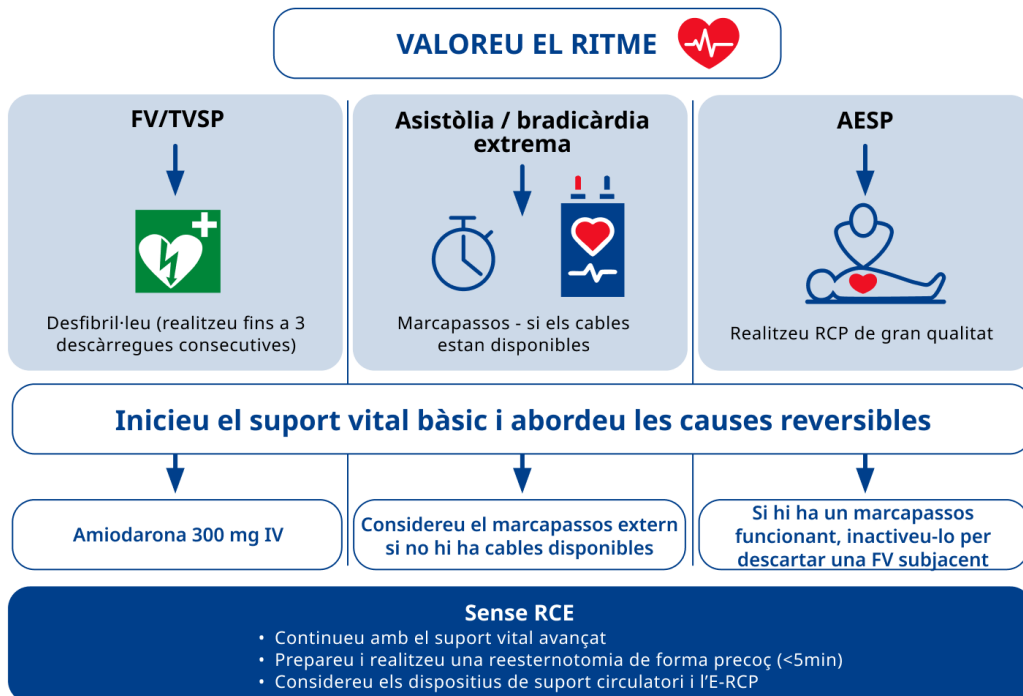 VALOREU EL RITME
FV/TVSP
Desfibril·leu (realitzeu fins a 3
descàrregues consecutives)
Asistòlia / bradicàrdia
extrema
Marcapassos - si els cables
estan disponibles
AESP
Realitzeu RCP de gran qualitat
Inicieu el suport vital bàsic i abordeu les causes reversibles
Amiodarona 300 mg IV
Considereu el marcapassos extern
si no hi ha cables disponibles
Si hi ha un marcapassos
funcionant, inactiveu-lo per
descartar una FV subjacent
Sense RCE
• Continueu amb el suport vital avançat
• Prepareu i realitzeu una reesternotomia de forma precoç (<5min)
• Considereu els dispositius de suport circulatori i l’E-RCP